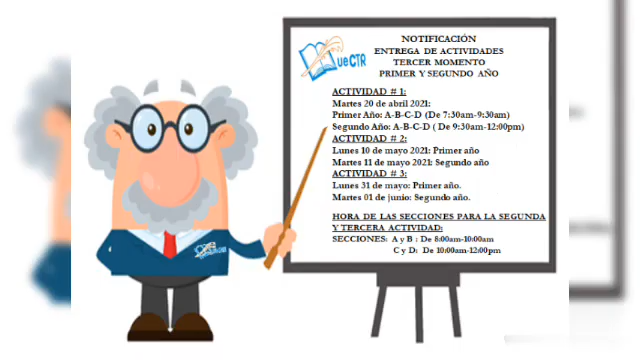 NOTIFICACIÓN
ENTREGA DE ACTIVIDADES
TERCER MOMENTO
PRIMER Y SEGUNDO AÑO
ueCTR
ACTIVIDAD # 1:
Martes 20 de abril 2021:
Primer Año: A-B-C-D (De 7:30am-9:30am)
Segundo Año: A-B-C-D ( De 9:30am-12:00pm)
ACTIVIDAD # 2:
Lunes 10 de mayo 2021: Primer año
Martes 11 de mayo 2021: Segundo año
ACTIVIDAD # 3:
Lunes 31 de mayo: Primer año.
Martes 01 de junio: Segundo año.
HORA DE LAS SECCIONES PARA LA SEGUNDA
Y TERCERA ACTIVIDAD:
SECCIONES: A y B : De 8:00am-10:00am
C y D: De 10:00am-12:00pm